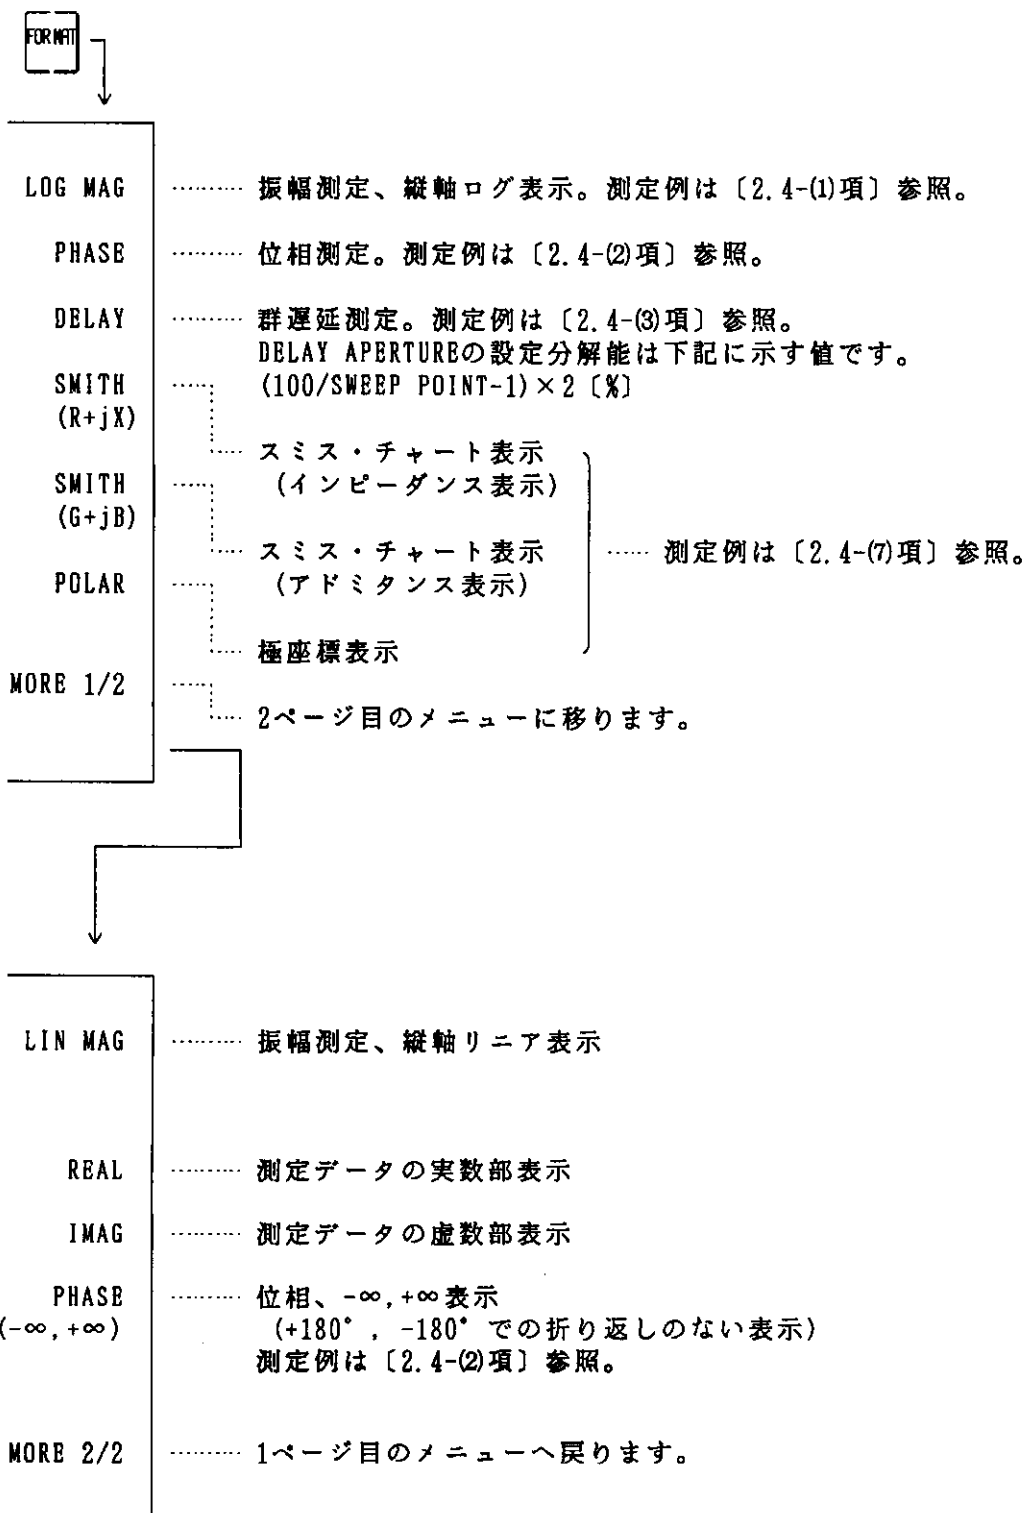 FORMAT
LOG MAG ……… 振幅測定、縦軸ログ表示。測定例は〔2.4-(1)項〕参照。
PHASE ……… 位相測定。測定例は〔2.4-(2)項〕参照。
DELAY ……… 群遅延測定。測定例は〔2.4-(3)項〕参照。
DELAY APERTUREの設定分解能は下記に示す値です。
(100/SWEEP POINT-1)×2〔%〕
SMITH
(R+jX)
スミス・チャート表示
(インピーダンス表示)
SMITH
(G+jB)
スミス・チャート表示
(アドミタンス表示)
…… 測定例は〔2.4-(7)項〕参照。
POLAR
極座標表示
MORE 1/2
2ページ目のメニューに移ります。
LIN MAG ……… 振幅測定、縦軸リニア表示
REAL ……… 測定データの実数部表示
IMAG ……… 測定データの虚数部表示
PHASE ……… 位相、-∞,+∞表示
(-∞,+∞) (+180°, -180°での折り返しのない表示)
測定例は〔2.4-(2)項〕参照。
MORE 2/2 ……… 1ページ目のメニューへ戻ります。